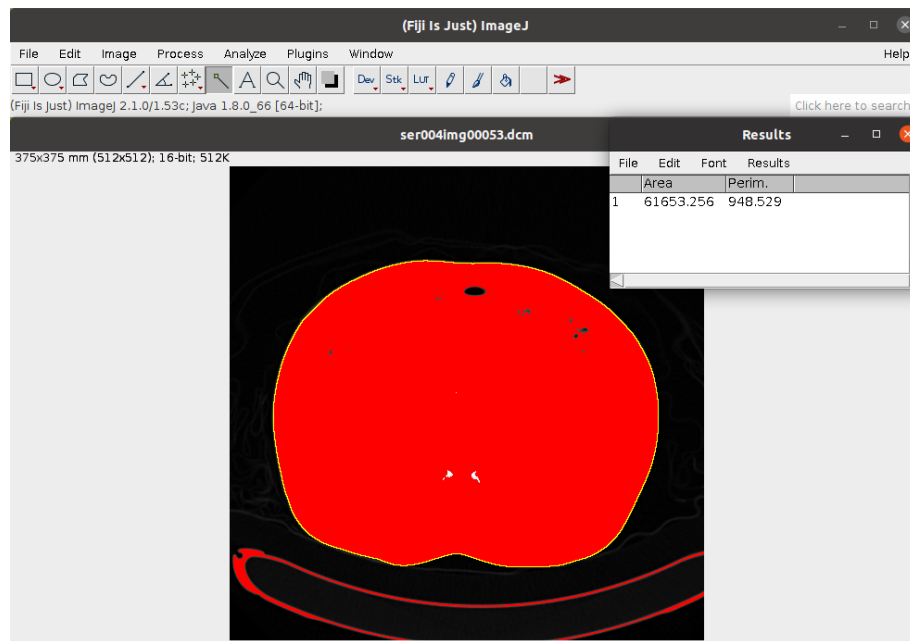 (Fiji Is Just) ImageJ
File Edit Image Process Analyze Plugins Window Help
Dev Stk Lur
(Fiji Is Just) ImageJ 2.1.0/1.53c; Java 1.8.0_66 [64-bit];
Click here to search
ser004img00053.dcm
Results
375x375 mm (512x512); 16-bit; 512K
File Edit Font Results
Area Perim.
1 61653.256 948.529